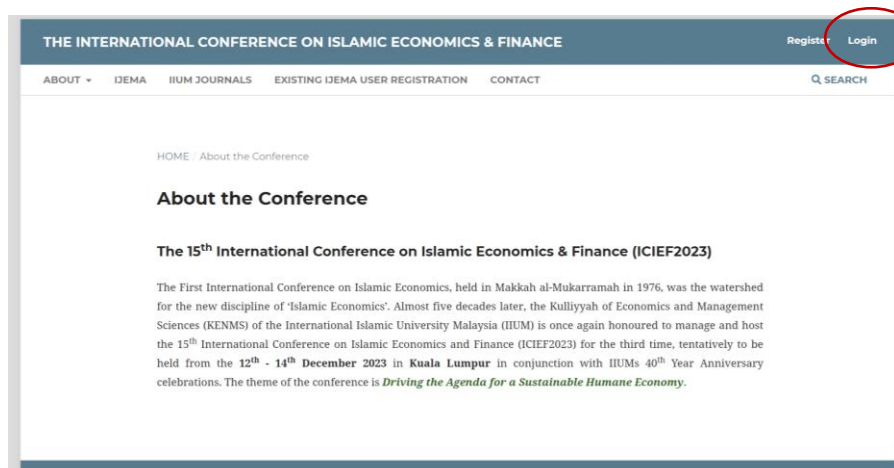 THE INTERNATIONAL CONFERENCE ON ISLAMIC ECONOMICS & FINANCE
Register Login
ABOUT IJEMA IIUM JOURNALS EXISTING IJEMA USER REGISTRATION CONTACT SEARCH
HOME / About the Conference
About the Conference
The 15th International Conference on Islamic Economics & Finance (ICIEF2023)
The First International Conference on Islamic Economics, held in Makkah al-Mukarramah in 1976, was the watershed
for the new discipline of ‘Islamic Economics’. Almost five decades later, the Kulliyyah of Economics and Management
Sciences (KENMS) of the International Islamic University Malaysia (IIUM) is once again honoured to manage and host
the 15th International Conference on Islamic Economics and Finance (ICIEF2023) for the third time, tentatively to be
held from the 12th - 14th December 2023 in Kuala Lumpur in conjunction with IIUMs 40th Year Anniversary
celebrations. The theme of the conference is Driving the Agenda for a Sustainable Humane Economy.